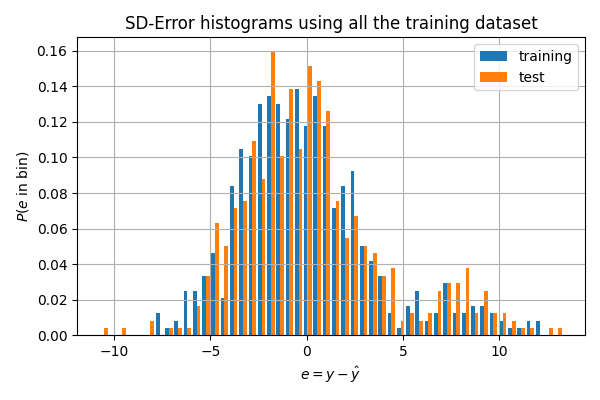 SD-Error histograms using all the training dataset
training
test
0.16
0.14
0.12
0.10
0.08
0.06
0.04
0.02
0.00
P(e in bin)
−10
−5
0
5
10
e = y − ŷ